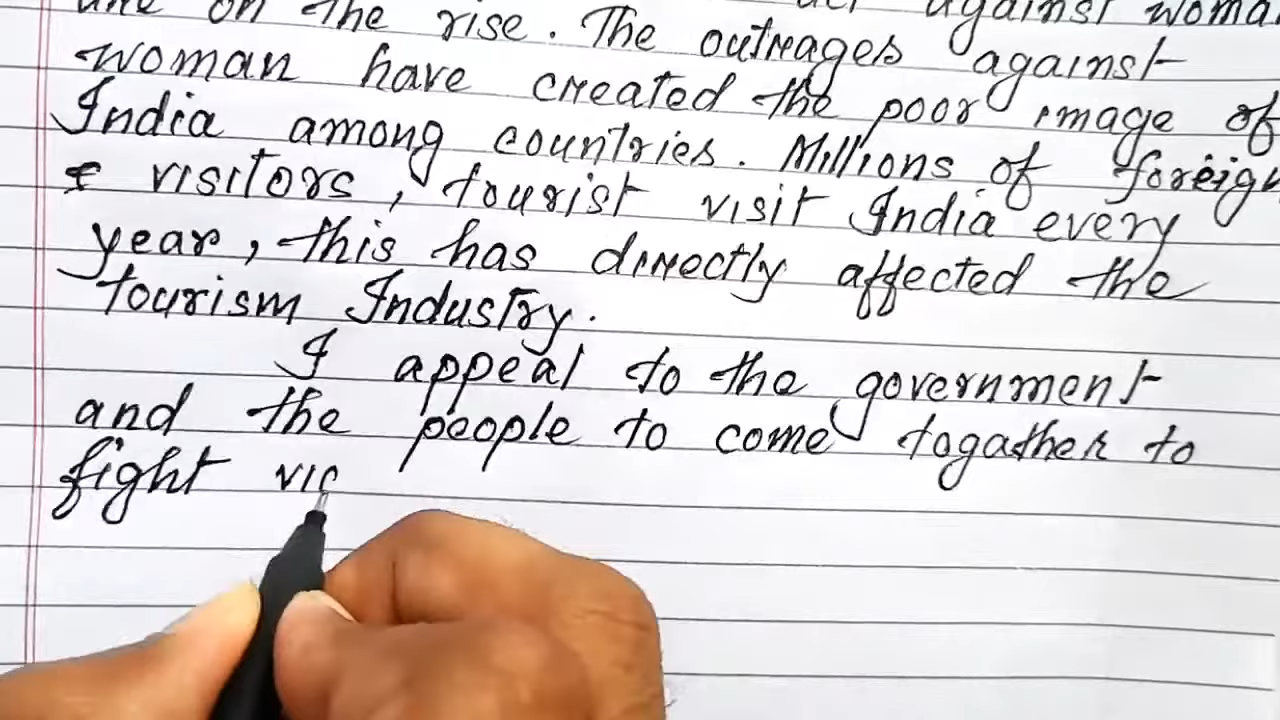 on the rise. The outrages against woman
woman have created the poor image of
India among countries. Millions of foreign
visitors, tourist visit India every
year, this has directly affected the
tourism Industry.
I appeal to the government
and the people to come togather to
fight